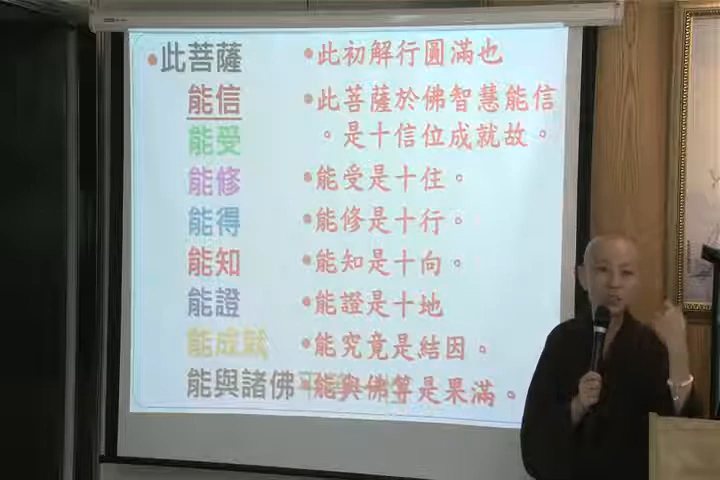 •此菩薩
能信
能受
能修
能得
能知
能證
能成就
能與諸佛
•此初解行圓滿也
•此菩薩於佛智慧能信
。是十信位成就故。
•能受是十住。
•能修是十行。
•能知是十向。
•能證是十地
•能究竟是結因。
•能與佛等是果滿。